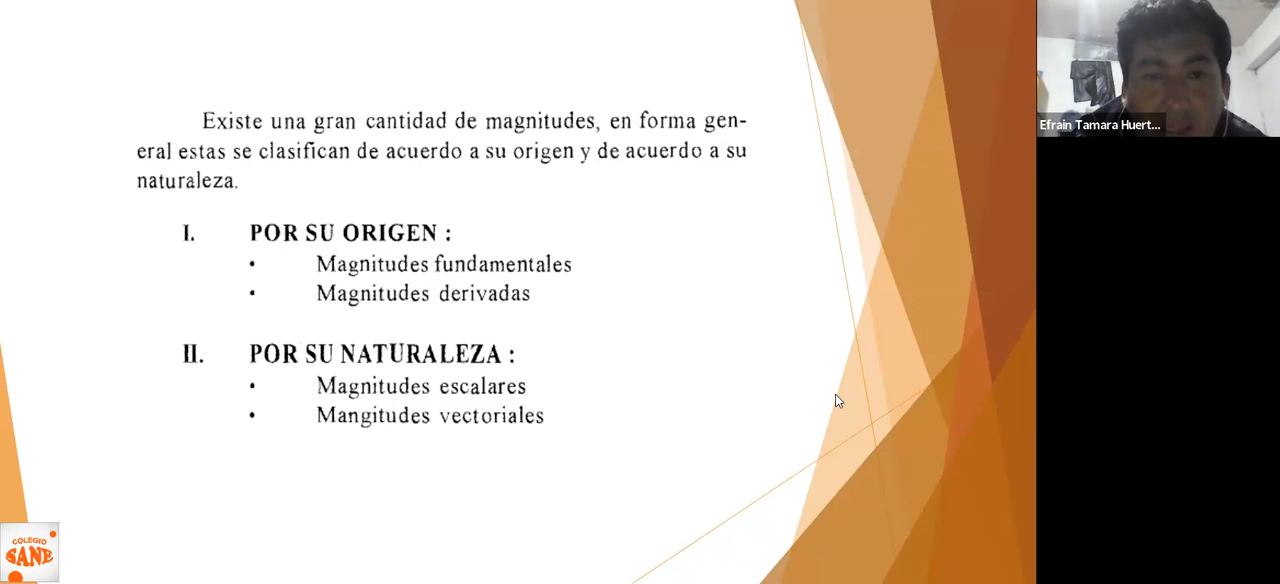 Existe una gran cantidad de magnitudes, en forma gen-
eral estas se clasifican de acuerdo a su origen y de acuerdo a su
naturaleza.
I. POR SU ORIGEN :
• Magnitudes fundamentales
• Magnitudes derivadas
II. POR SU NATURALEZA :
• Magnitudes escalares
• Mangitudes vectoriales
COLEGIO
SANE
Efrain Tamara Huert...